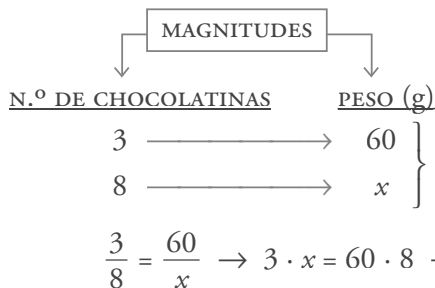 MAGNITUDES
N.º DE CHOCOLATINAS PESO (g)
3 → 60
8 → x
3/8 = 60/x → 3 · x = 60 · 8